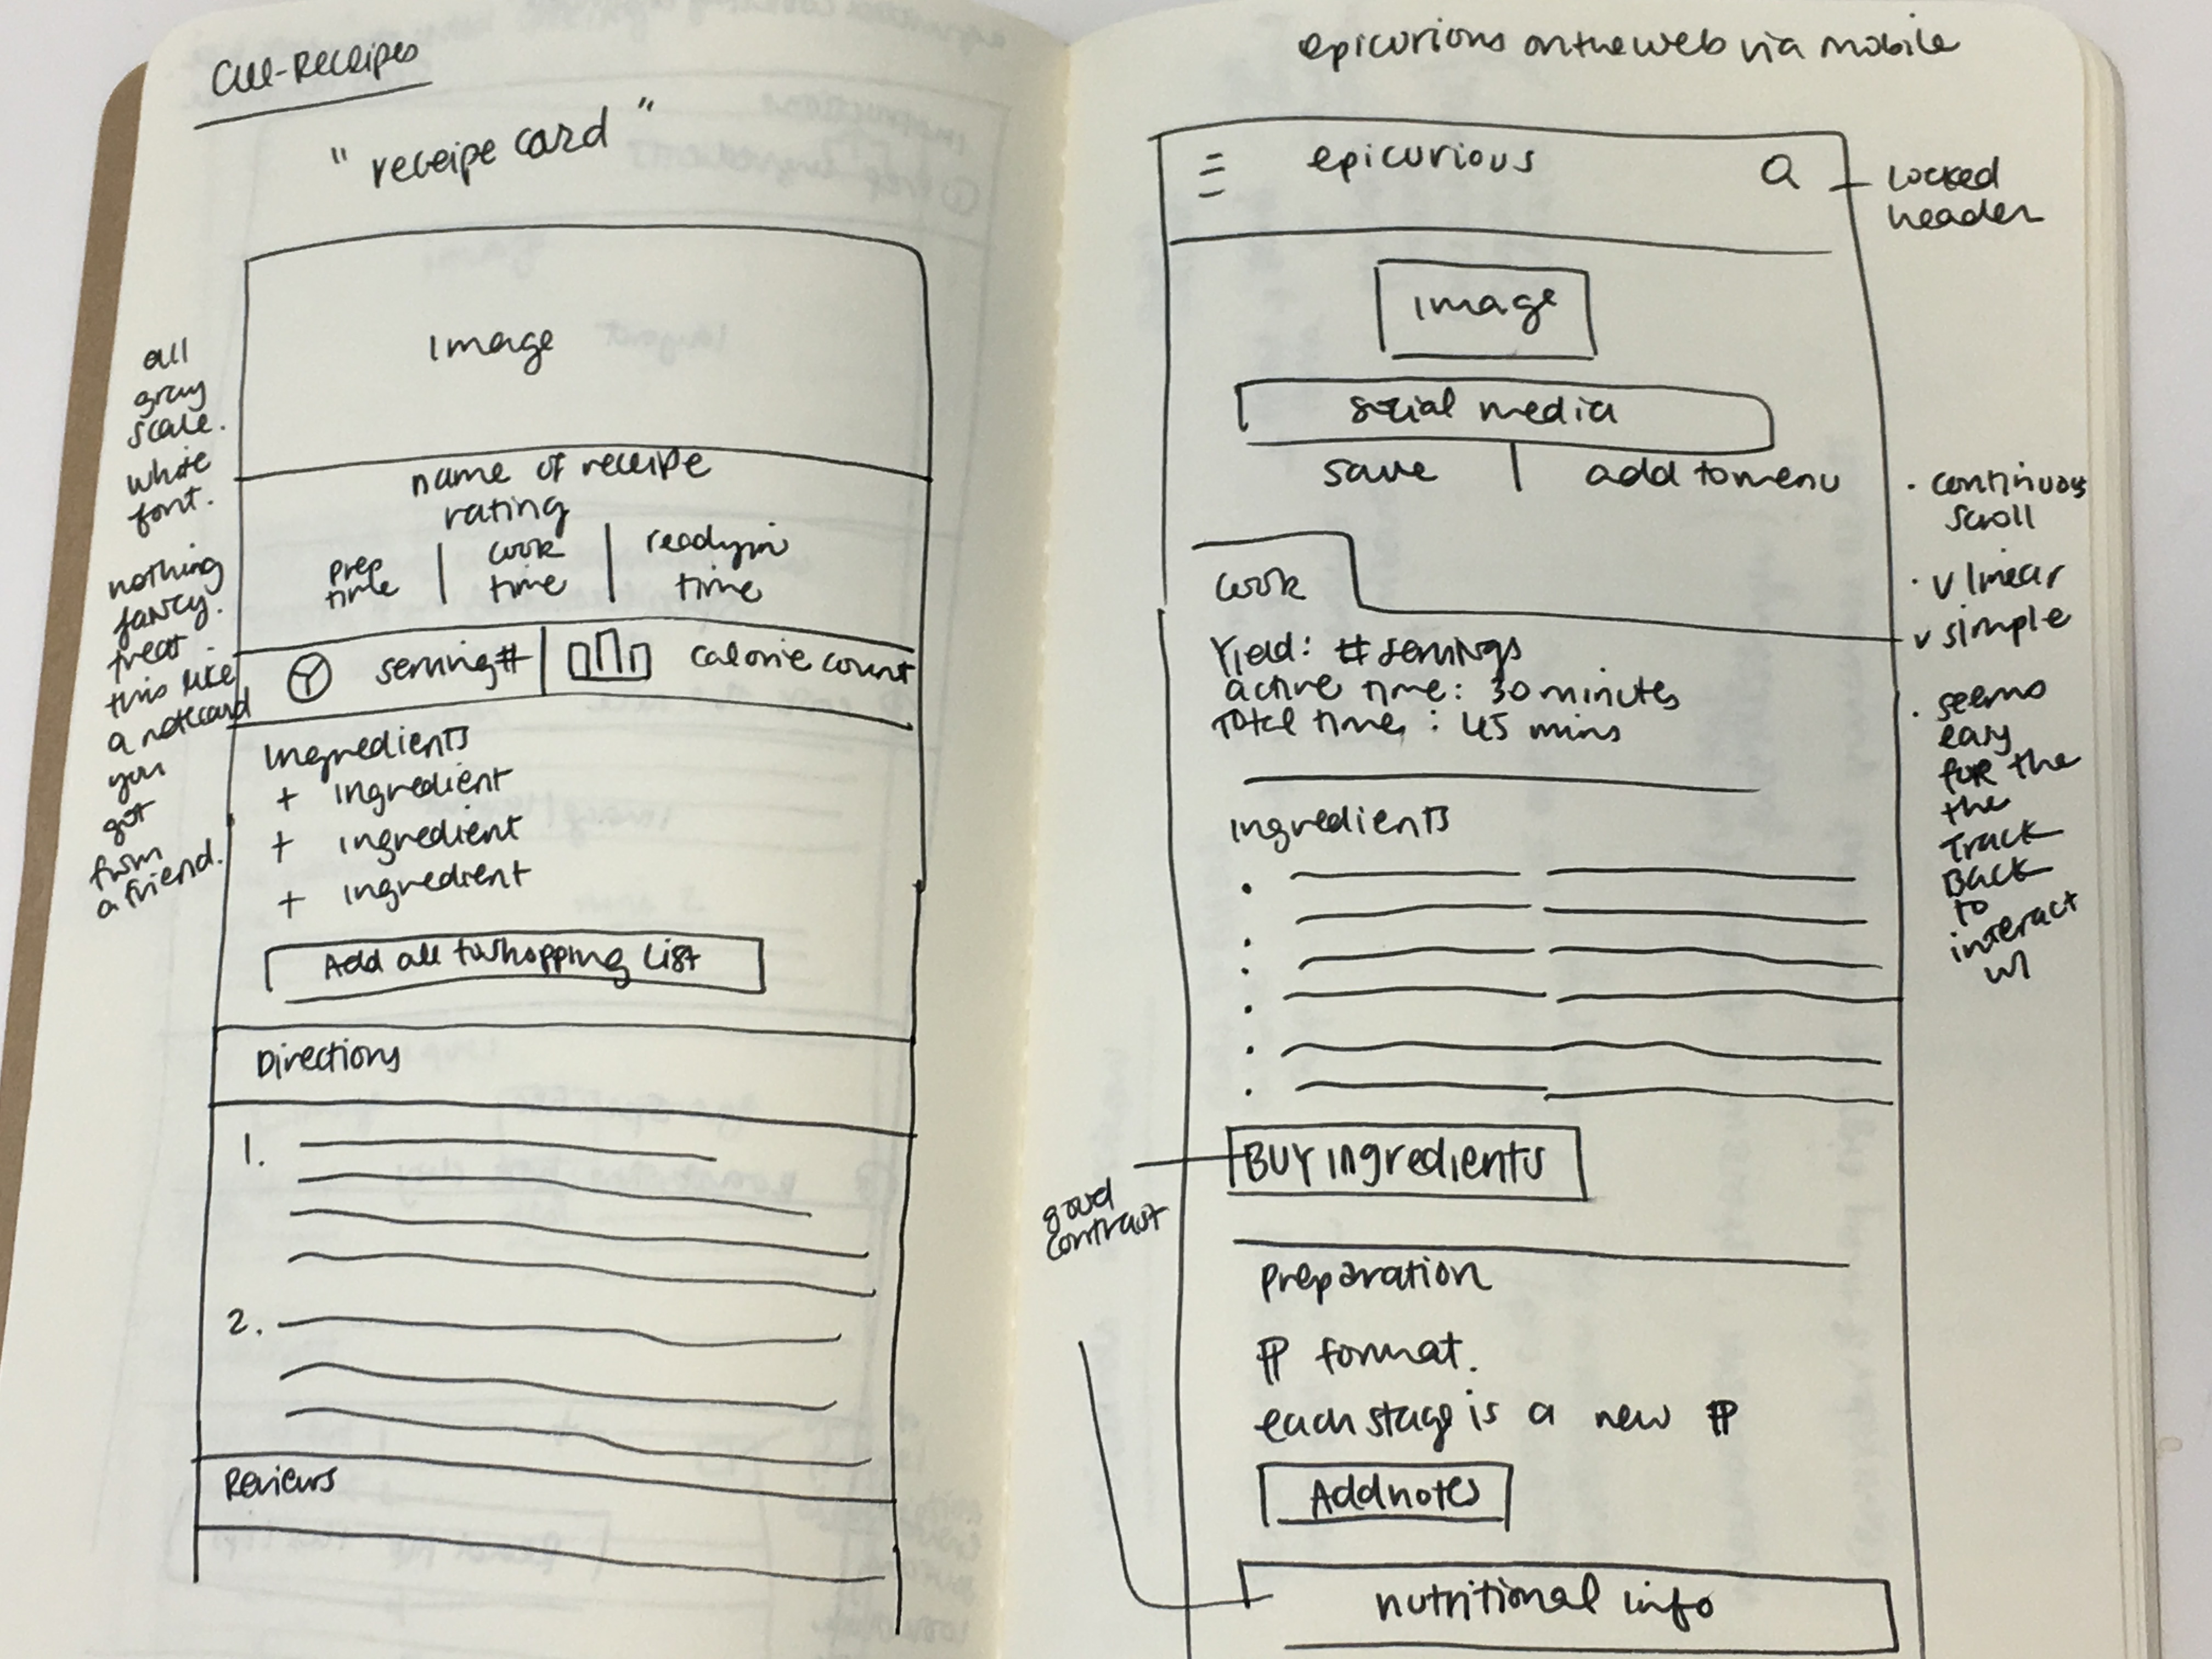 All-Receipes
" receipe card "
all
gray
scale.
white
font.
nothing
fancy.
treat
this like
a notecard
you
got
from
a friend.
Image
name of receipe
rating
prep time | cook time | ready in time
serving # | calorie count
Ingredients
+ ingredient
+ ingredient
+ ingredient
Add all to shopping List
Directions
1.
2.
Reviews
epicurious on the web via mobile
epicurious
locked
header
Image
social media
save | add to menu
cook
Yield: # servings
active time: 30 minutes
Total time: 45 mins
Ingredients
BUY ingredients
good
contrast
preparation
¶ format.
each stage is a new ¶
Add notes
nutritional info
· continuous
scroll
· v linear
v simple
· seems
easy
for the
the
Track
Back
to
interact
w/